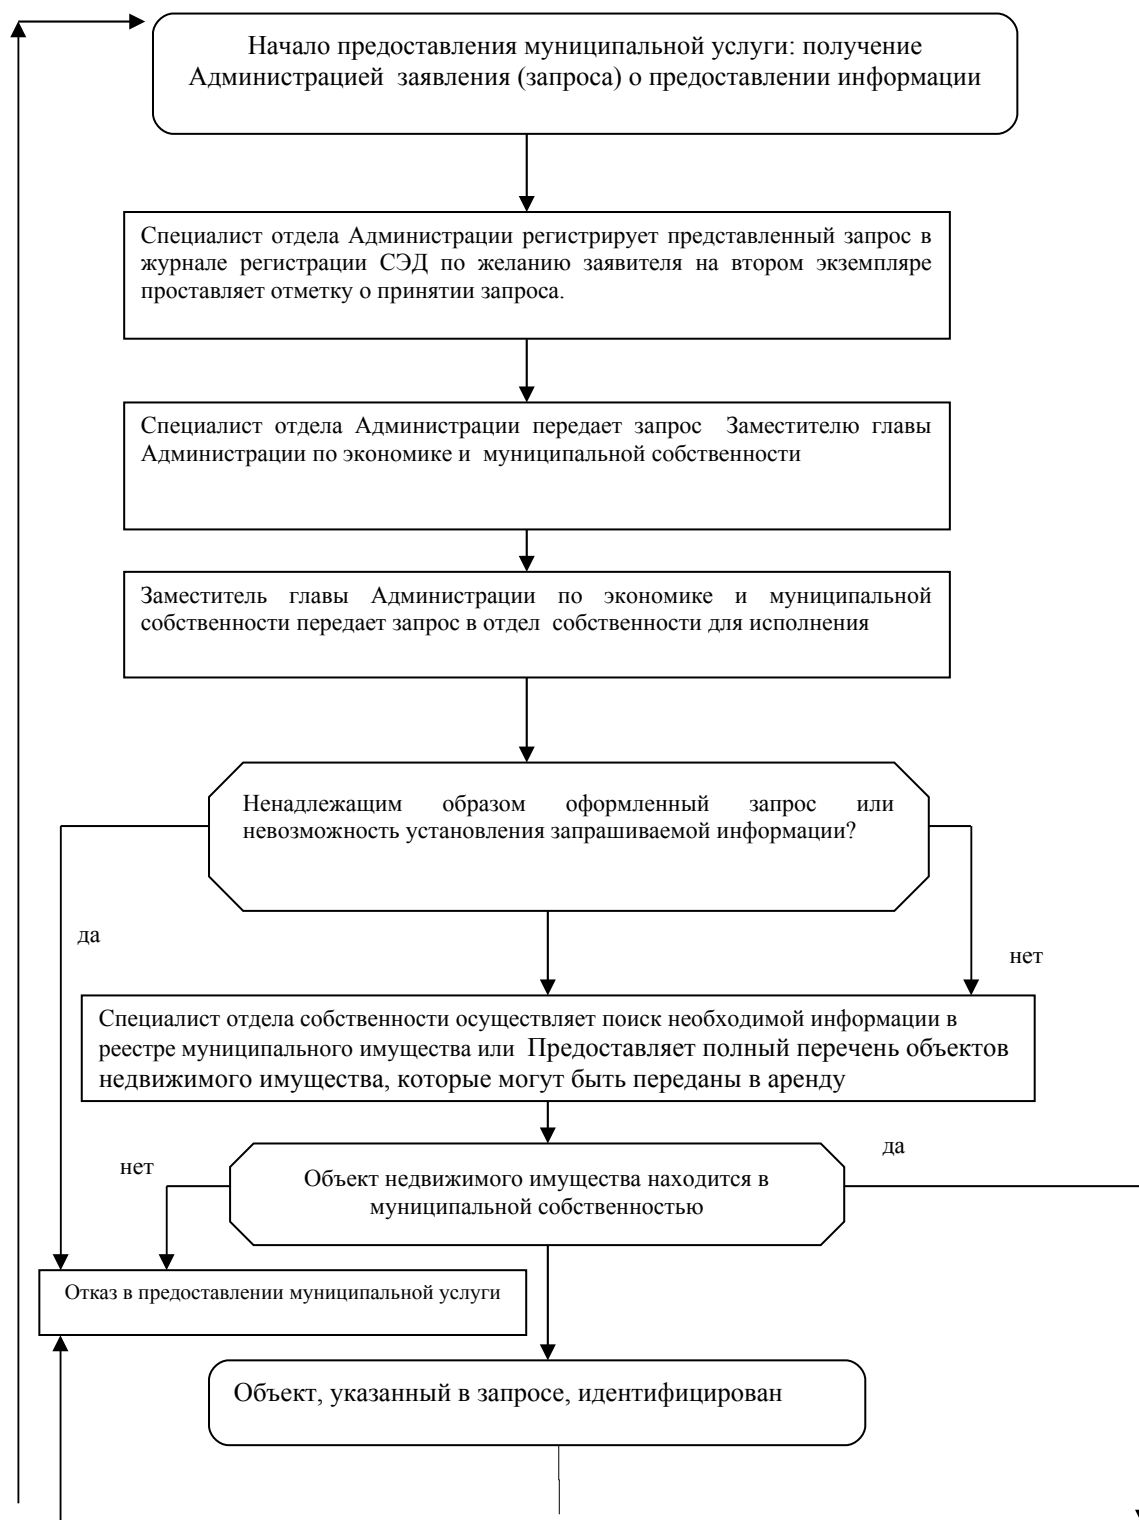 Начало предоставления муниципальной услуги: получение
Администрацией заявления (запроса) о предоставлении информации
Специалист отдела Администрации регистрирует представленный запрос в
журнале регистрации СЭД по желанию заявителя на втором экземпляре
проставляет отметку о принятии запроса.
Специалист отдела Администрации передает запрос Заместителю главы
Администрации по экономике и муниципальной собственности
Заместитель главы Администрации по экономике и муниципальной
собственности передает запрос в отдел собственности для исполнения
Ненадлежащим образом оформленный запрос или
невозможность установления запрашиваемой информации?
да
нет
Специалист отдела собственности осуществляет поиск необходимой информации в
реестре муниципального имущества или Предоставляет полный перечень объектов
недвижимого имущества, которые могут быть переданы в аренду
нет
да
Объект недвижимого имущества находится в
муниципальной собственностью
Отказ в предоставлении муниципальной услуги
Объект, указанный в запросе, идентифицирован